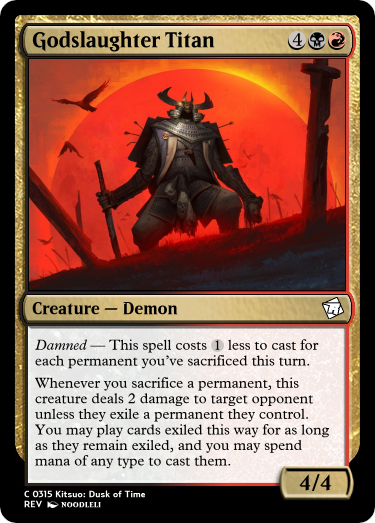 Godslaughter Titan 4
Creature — Demon
Damned — This spell costs 1 less to cast for
each permanent you've sacrificed this turn.
Whenever you sacrifice a permanent, this
creature deals 2 damage to target opponent
unless they exile a permanent they control.
You may play cards exiled this way for as long
as they remain exiled, and you may spend
mana of any type to cast them.
4/4
C 0315 Kitsuo: Dusk of Time
REV NOODLELI